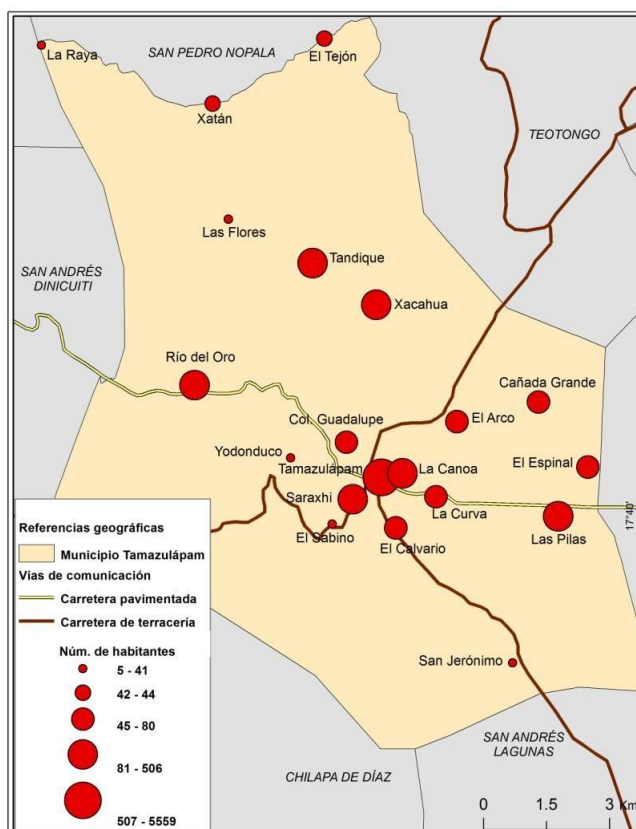 La Raya
SAN PEDRO NOPALA
El Tejón
Xatán
TEOTONGO
Las Flores
Tandique
SAN ANDRÉS
DINICUITI
Xacahua
Río del Oro
Cañada Grande
Col. Guadalupe
El Arco
Yodonduco
Tamazulápam
La Canoa
El Espinal
Saraxhi
La Curva
El Sabino
El Calvario
Las Pilas
17°40'
Referencias geográficas
Municipio Tamazulápam
Vías de comunicación
Carretera pavimentada
Carretera de terracería
Núm. de habitantes
5 - 41
42 - 44
45 - 80
81 - 506
507 - 5559
San Jerónimo
SAN ANDRÉS
LAGUNAS
CHILAPA DE DÍAZ
0 1.5 3 Km